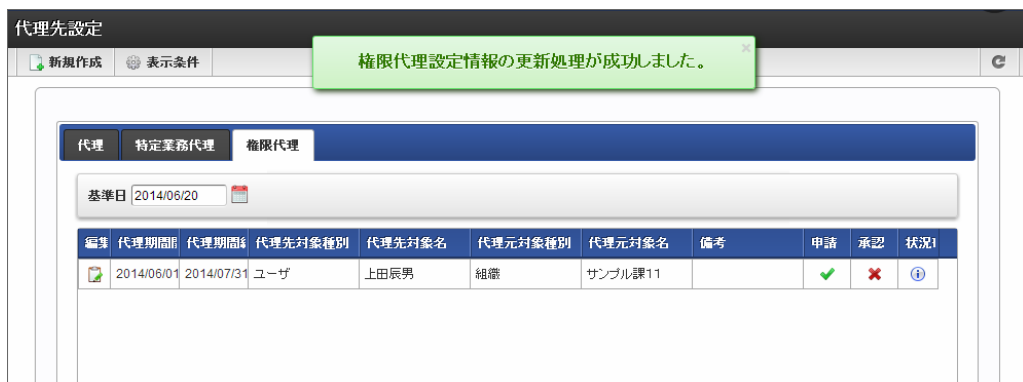 代理先設定
新規作成 表示条件
権限代理設定情報の更新処理が成功しました。
代理 特定業務代理 権限代理
基準日 2014/06/20
編集 代理期間 代理期間 代理先対象種別 代理先対象名 代理元対象種別 代理元対象名 備考 申請 承認 状況
2014/06/01 2014/07/31 ユーザ 上田辰男 組織 サンプル課11